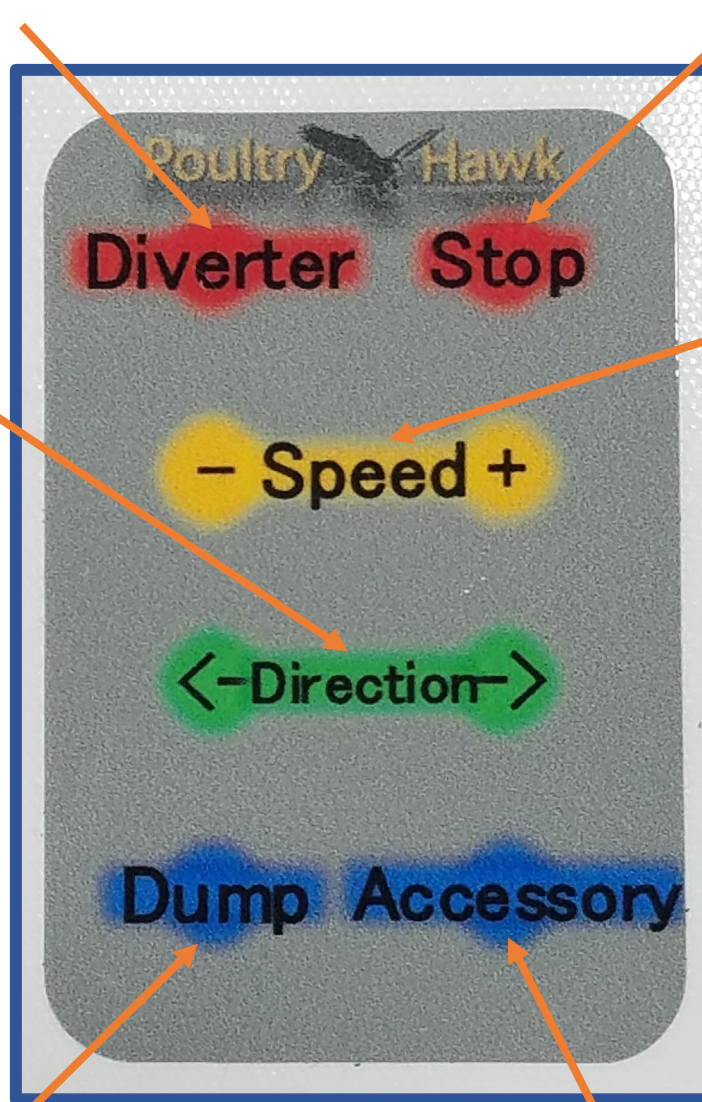 Poultry Hawk
Diverter Stop
- Speed +
<-Direction->
Dump Accessory